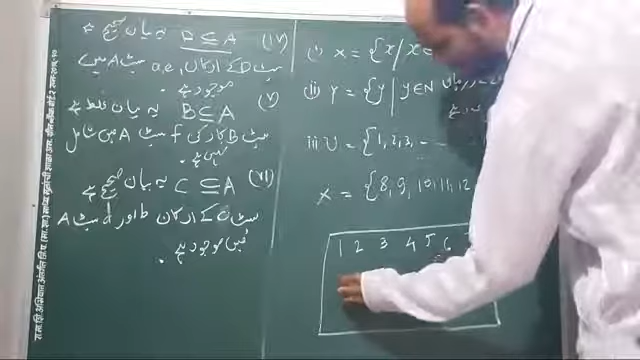 (iv) D ⊆ A یہ بیان صحیح ہے
سیٹ D کے ارکان a,e, سیٹ A میں
موجود ہے.
(v) B ⊆ A یہ بیان غلط ہے
سیٹ B کا رکن f سیٹ A میں شامل
نہیں ہے.
(vi) C ⊆ A یہ بیان صحیح ہے
سیٹ C کے ارکان b اور d سیٹ A
میں موجود ہے.
(i) x = {x/x=
(ii) Y = {y | y∈N
iii U = {1,2,3, -
x = {8,9,10,11,12
1 2 3 4 5 6